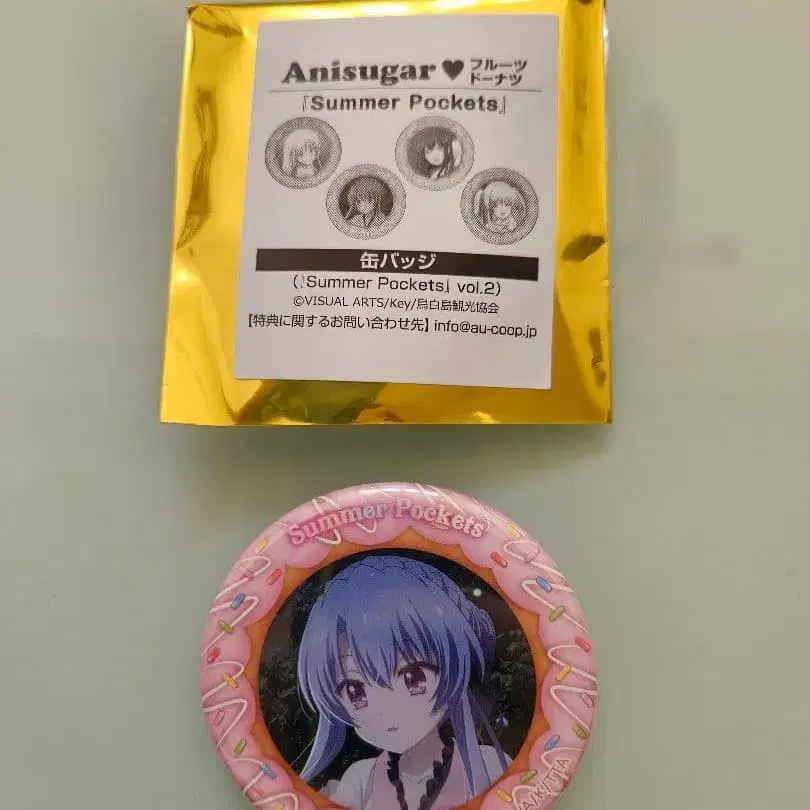 Anisugar♥フルーツ
ドーナツ
『Summer Pockets』
缶バッジ
(『Summer Pockets』 vol.2)
©VISUAL ARTS/Key/鳥白島観光協会
【特典に関するお問い合わせ先】info@au-coop.jp
Summer Pockets